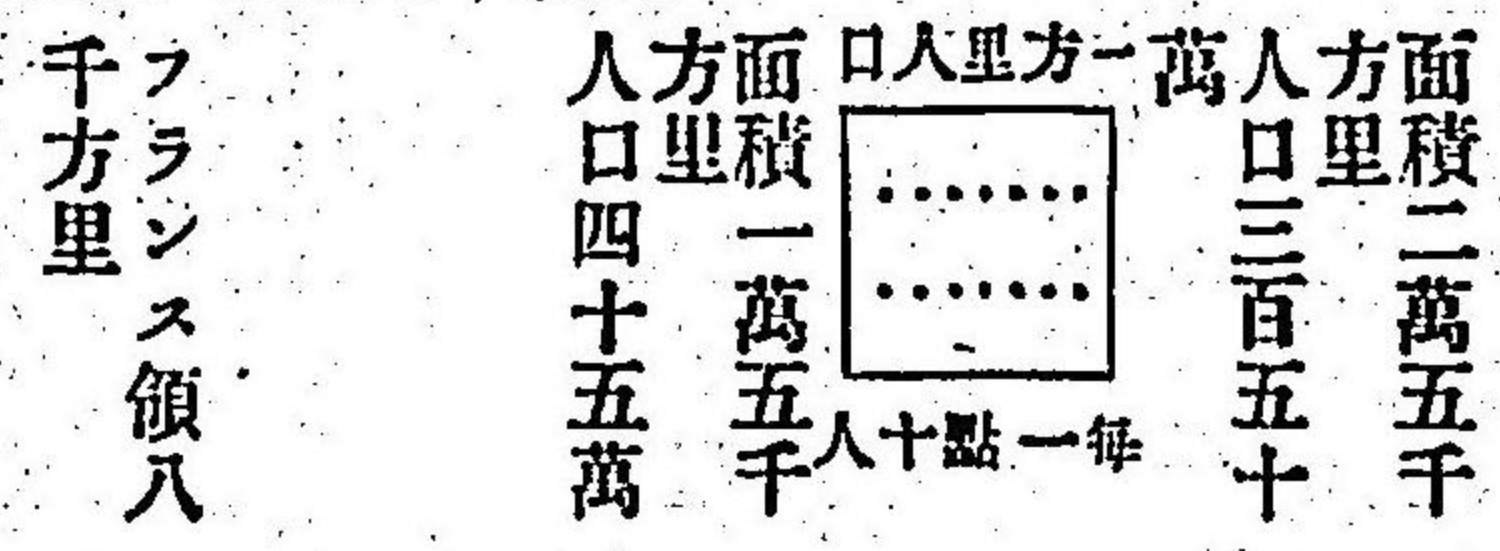 面積二萬五千
方里
人口三百五十
萬
一方里人口
每一點十人
面積一萬五千
方里
人口四十五萬
フランス領八
千方里